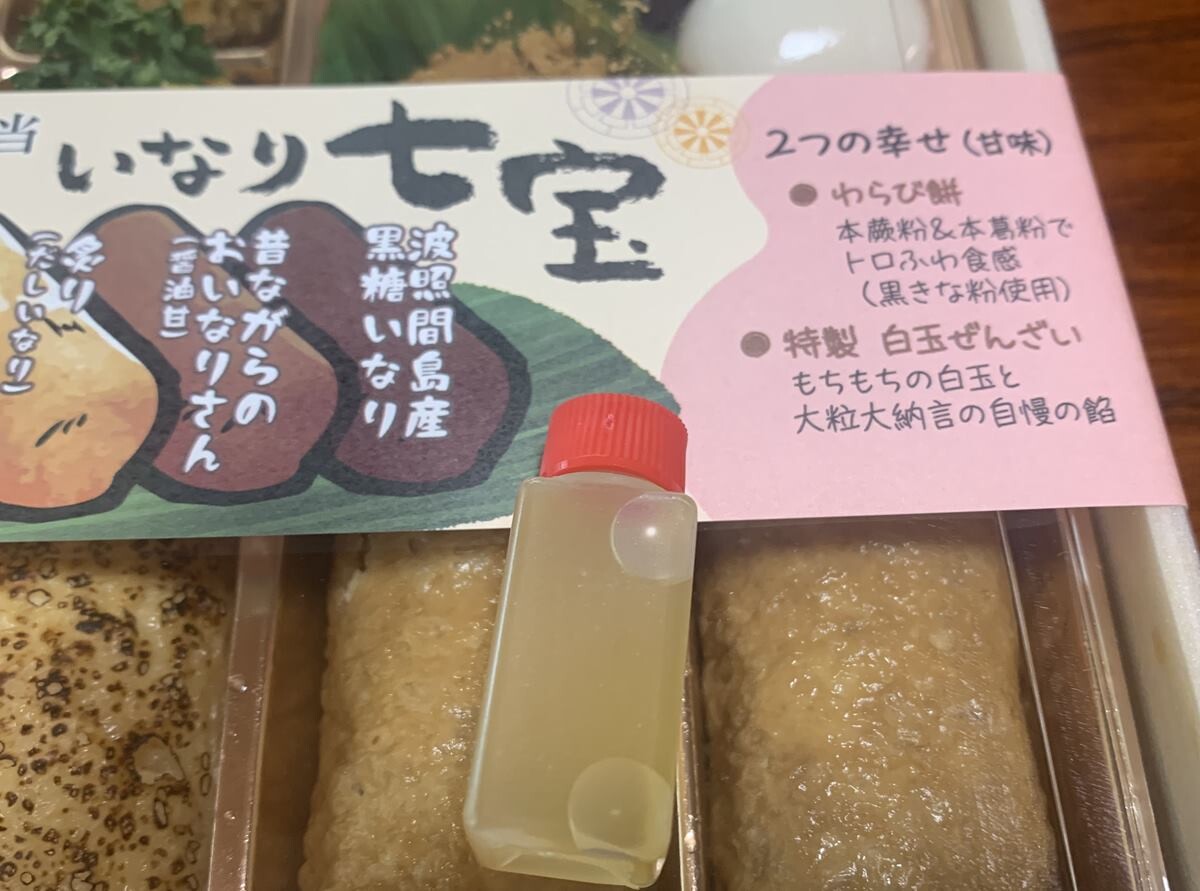 当
いなり七宝
波照間島産
黒糖いなり
昔ながらの
おいなりさん
(醤油甘)
炙り
(だしいなり)
2つの幸せ(甘味)
● わらび餅
本蕨粉&本葛粉で
トロふわ食感
(黒きな粉使用)
● 特製 白玉ぜんざい
もちもちの白玉と
大粒大納言の自慢の餡